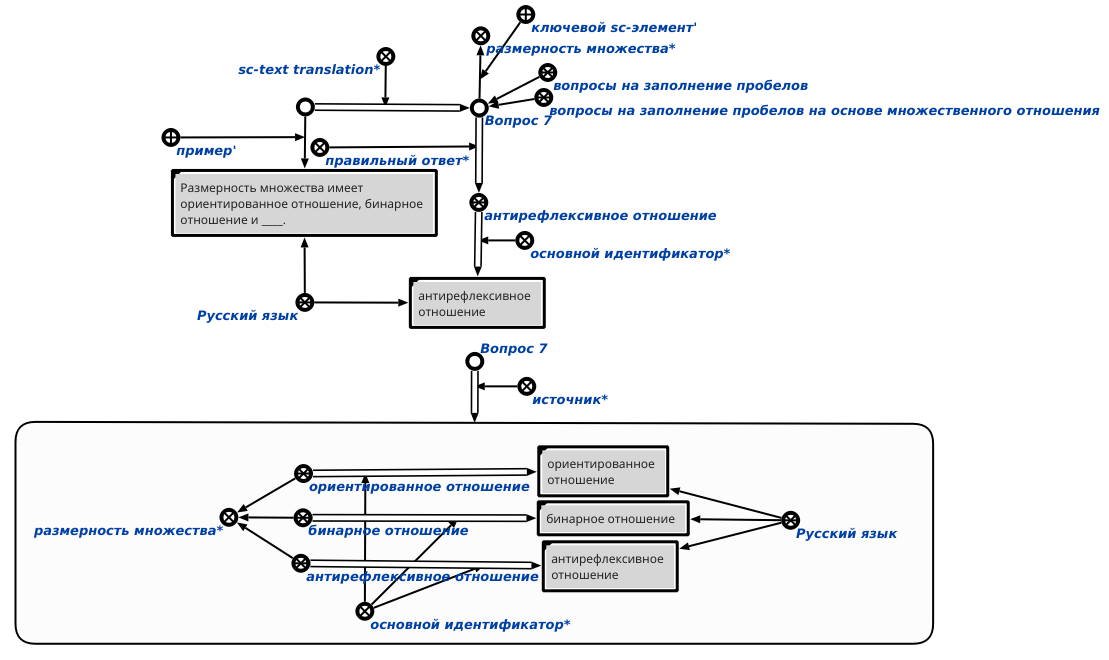 ключевой sc-элемент'
размерность множества*
sc-text translation*
вопросы на заполнение пробелов
вопросы на заполнение пробелов на основе множественного отношения
Вопрос 7
пример'
правильный ответ*
Размерность множества имеет
ориентированное отношение, бинарное
отношение и ____.
антирефлексивное отношение
основной идентификатор*
антирефлексивное
отношение
Русский язык
Вопрос 7
источник*
ориентированное
отношение
ориентированное отношение
размерность множества*
бинарное отношение
бинарное отношение
Русский язык
антирефлексивное
отношение
антирефлексивное отношение
основной идентификатор*